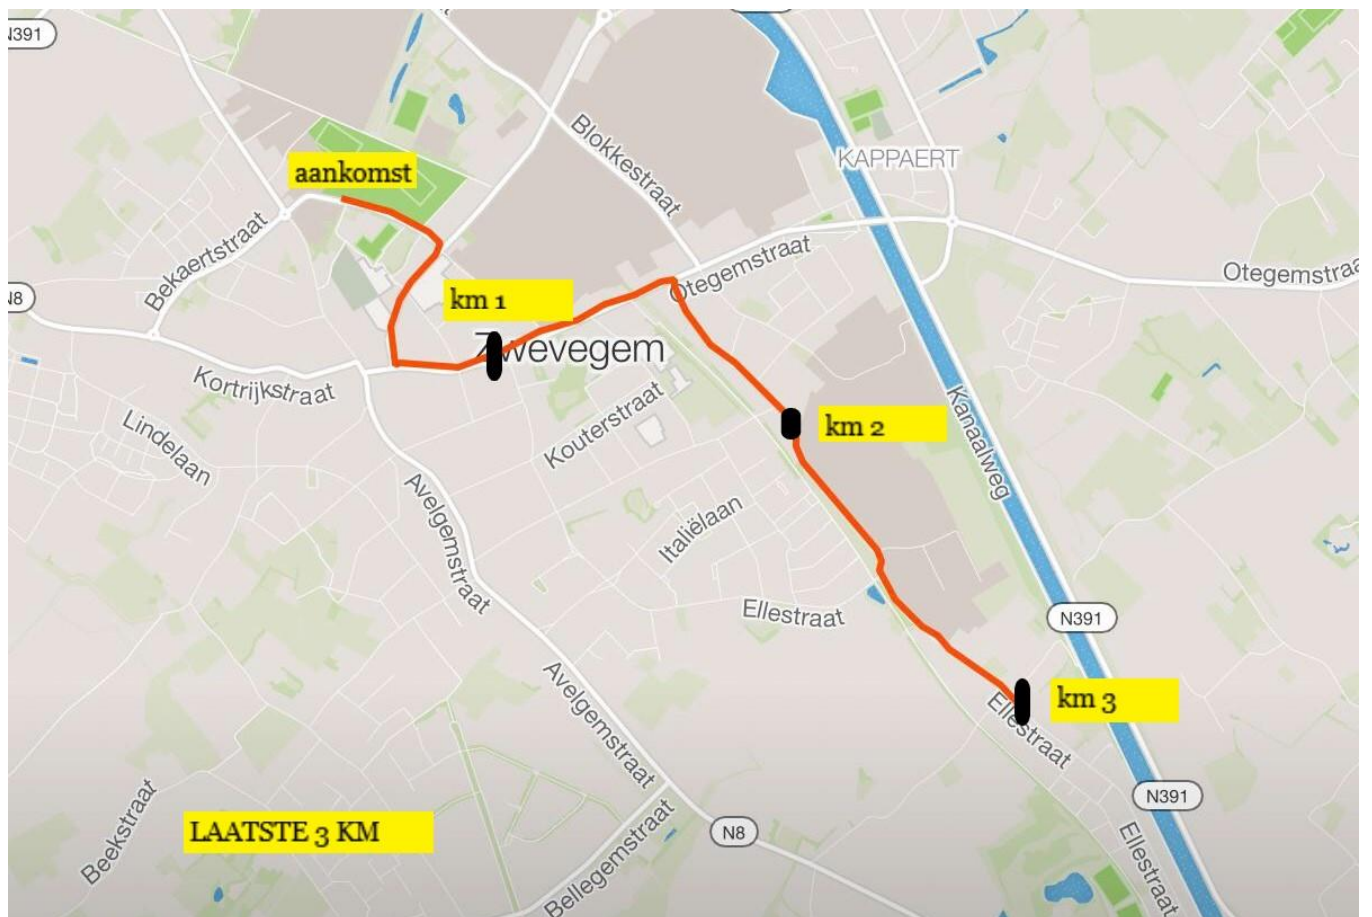 N391
aankomst
Blokkestraat
KAPPAERT
Bekaertstraat
Otegemstraat
Otegemstraa
N8
km 1
Zwevegem
Kortrijkstraat
Lindelaan
Kouterstraat
km 2
Kanaalweg
Avelgemstraat
Italiëlaan
Ellestraat
N391
Avelgemstraat
km 3
Ellestraat
N391
Beekstraat
LAATSTE 3 KM
N8
Bellegemstraat
Ellestraat